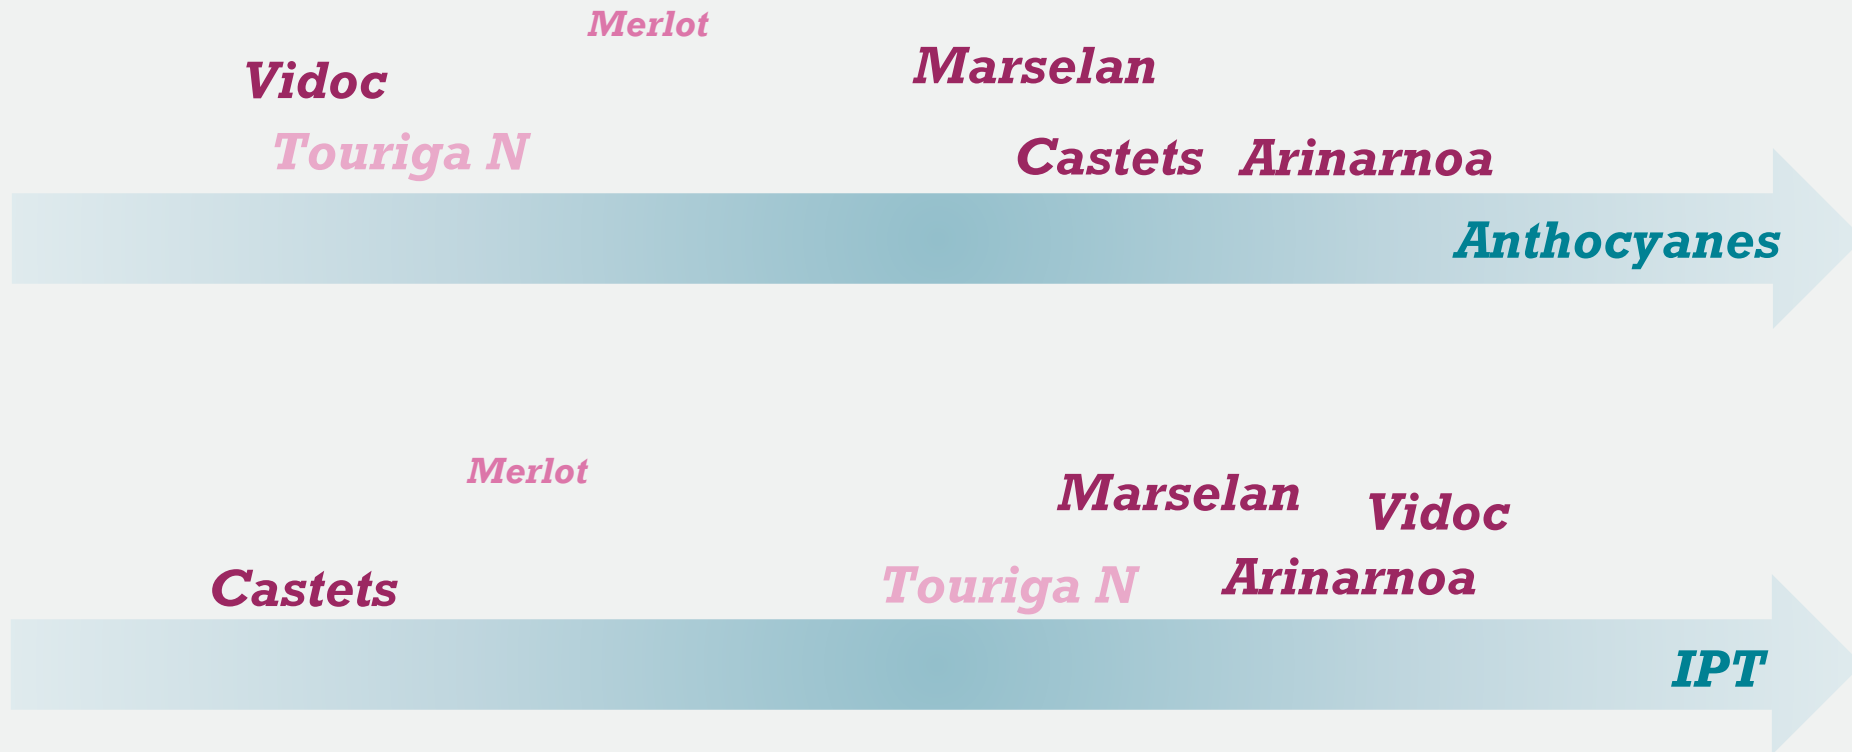 Merlot
Vidoc
Marselan
Touriga N
Castets
Arinarnoa
Anthocyanes
Merlot
Marselan
Vidoc
Castets
Touriga N
Arinarnoa
IPT